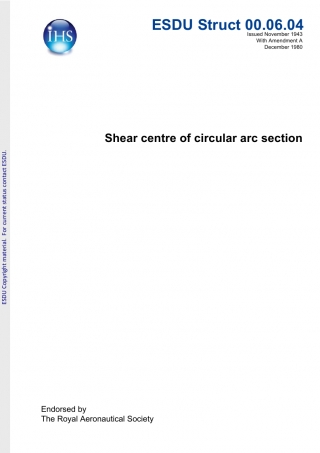 IHS
ESDU Struct 00.06.04
Issued November 1943
With Amendment A
December 1980
Shear centre of circular arc section
ESDU Copyright material. For current status contact ESDU.
Endorsed by
The Royal Aeronautical Society